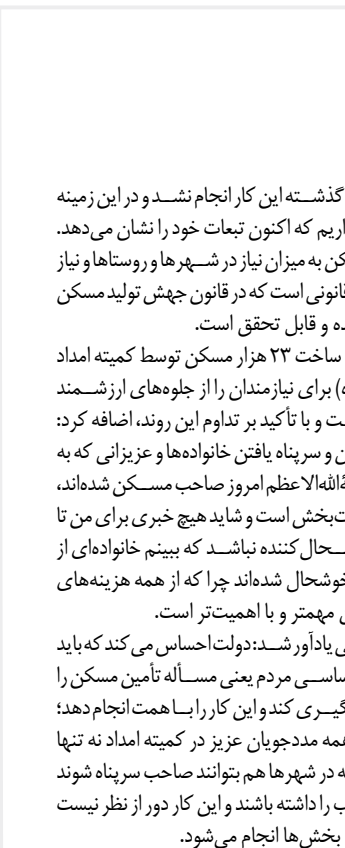 گذشته این کار انجام نشد و در این زمینه
اریم که اکنون تبعات خود را نشان می‌دهد.
کن به میزان نیاز در شهرها و روستاها و نیاز
قانونی است که در قانون جهش تولید مسکن
ده و قابل تحقق است.
ساخت ۲۳ هزار مسکن توسط کمیته امداد
ه) برای نیازمندان را از جلوه‌های ارزشمند
ت و با تأکید بر تداوم این روند، اضافه کرد:
ن و سرپناه یافتن خانواده‌ها و عزیزانی که به
الله‌الاعظم امروز صاحب مسکن شده‌اند،
ت‌بخش است و شاید هیچ خبری برای من تا
حال کننده نباشد که ببینم خانواده‌ای از
خوشحال شده‌اند چرا که از همه هزینه‌های
مهمتر و با اهمیت‌تر است.
ی یادآور شد: دولت احساس می کند که باید
ساسی مردم یعنی مسأله تأمین مسکن را
گیری کند و این کار را با همت انجام دهد؛
همه مددجویان عزیز در کمیته امداد نه تنها
ه در شهرها هم بتوانند صاحب سرپناه شوند
ب را داشته باشند و این کار دور از نظر نیست
بخش‌ها انجام می‌شود.